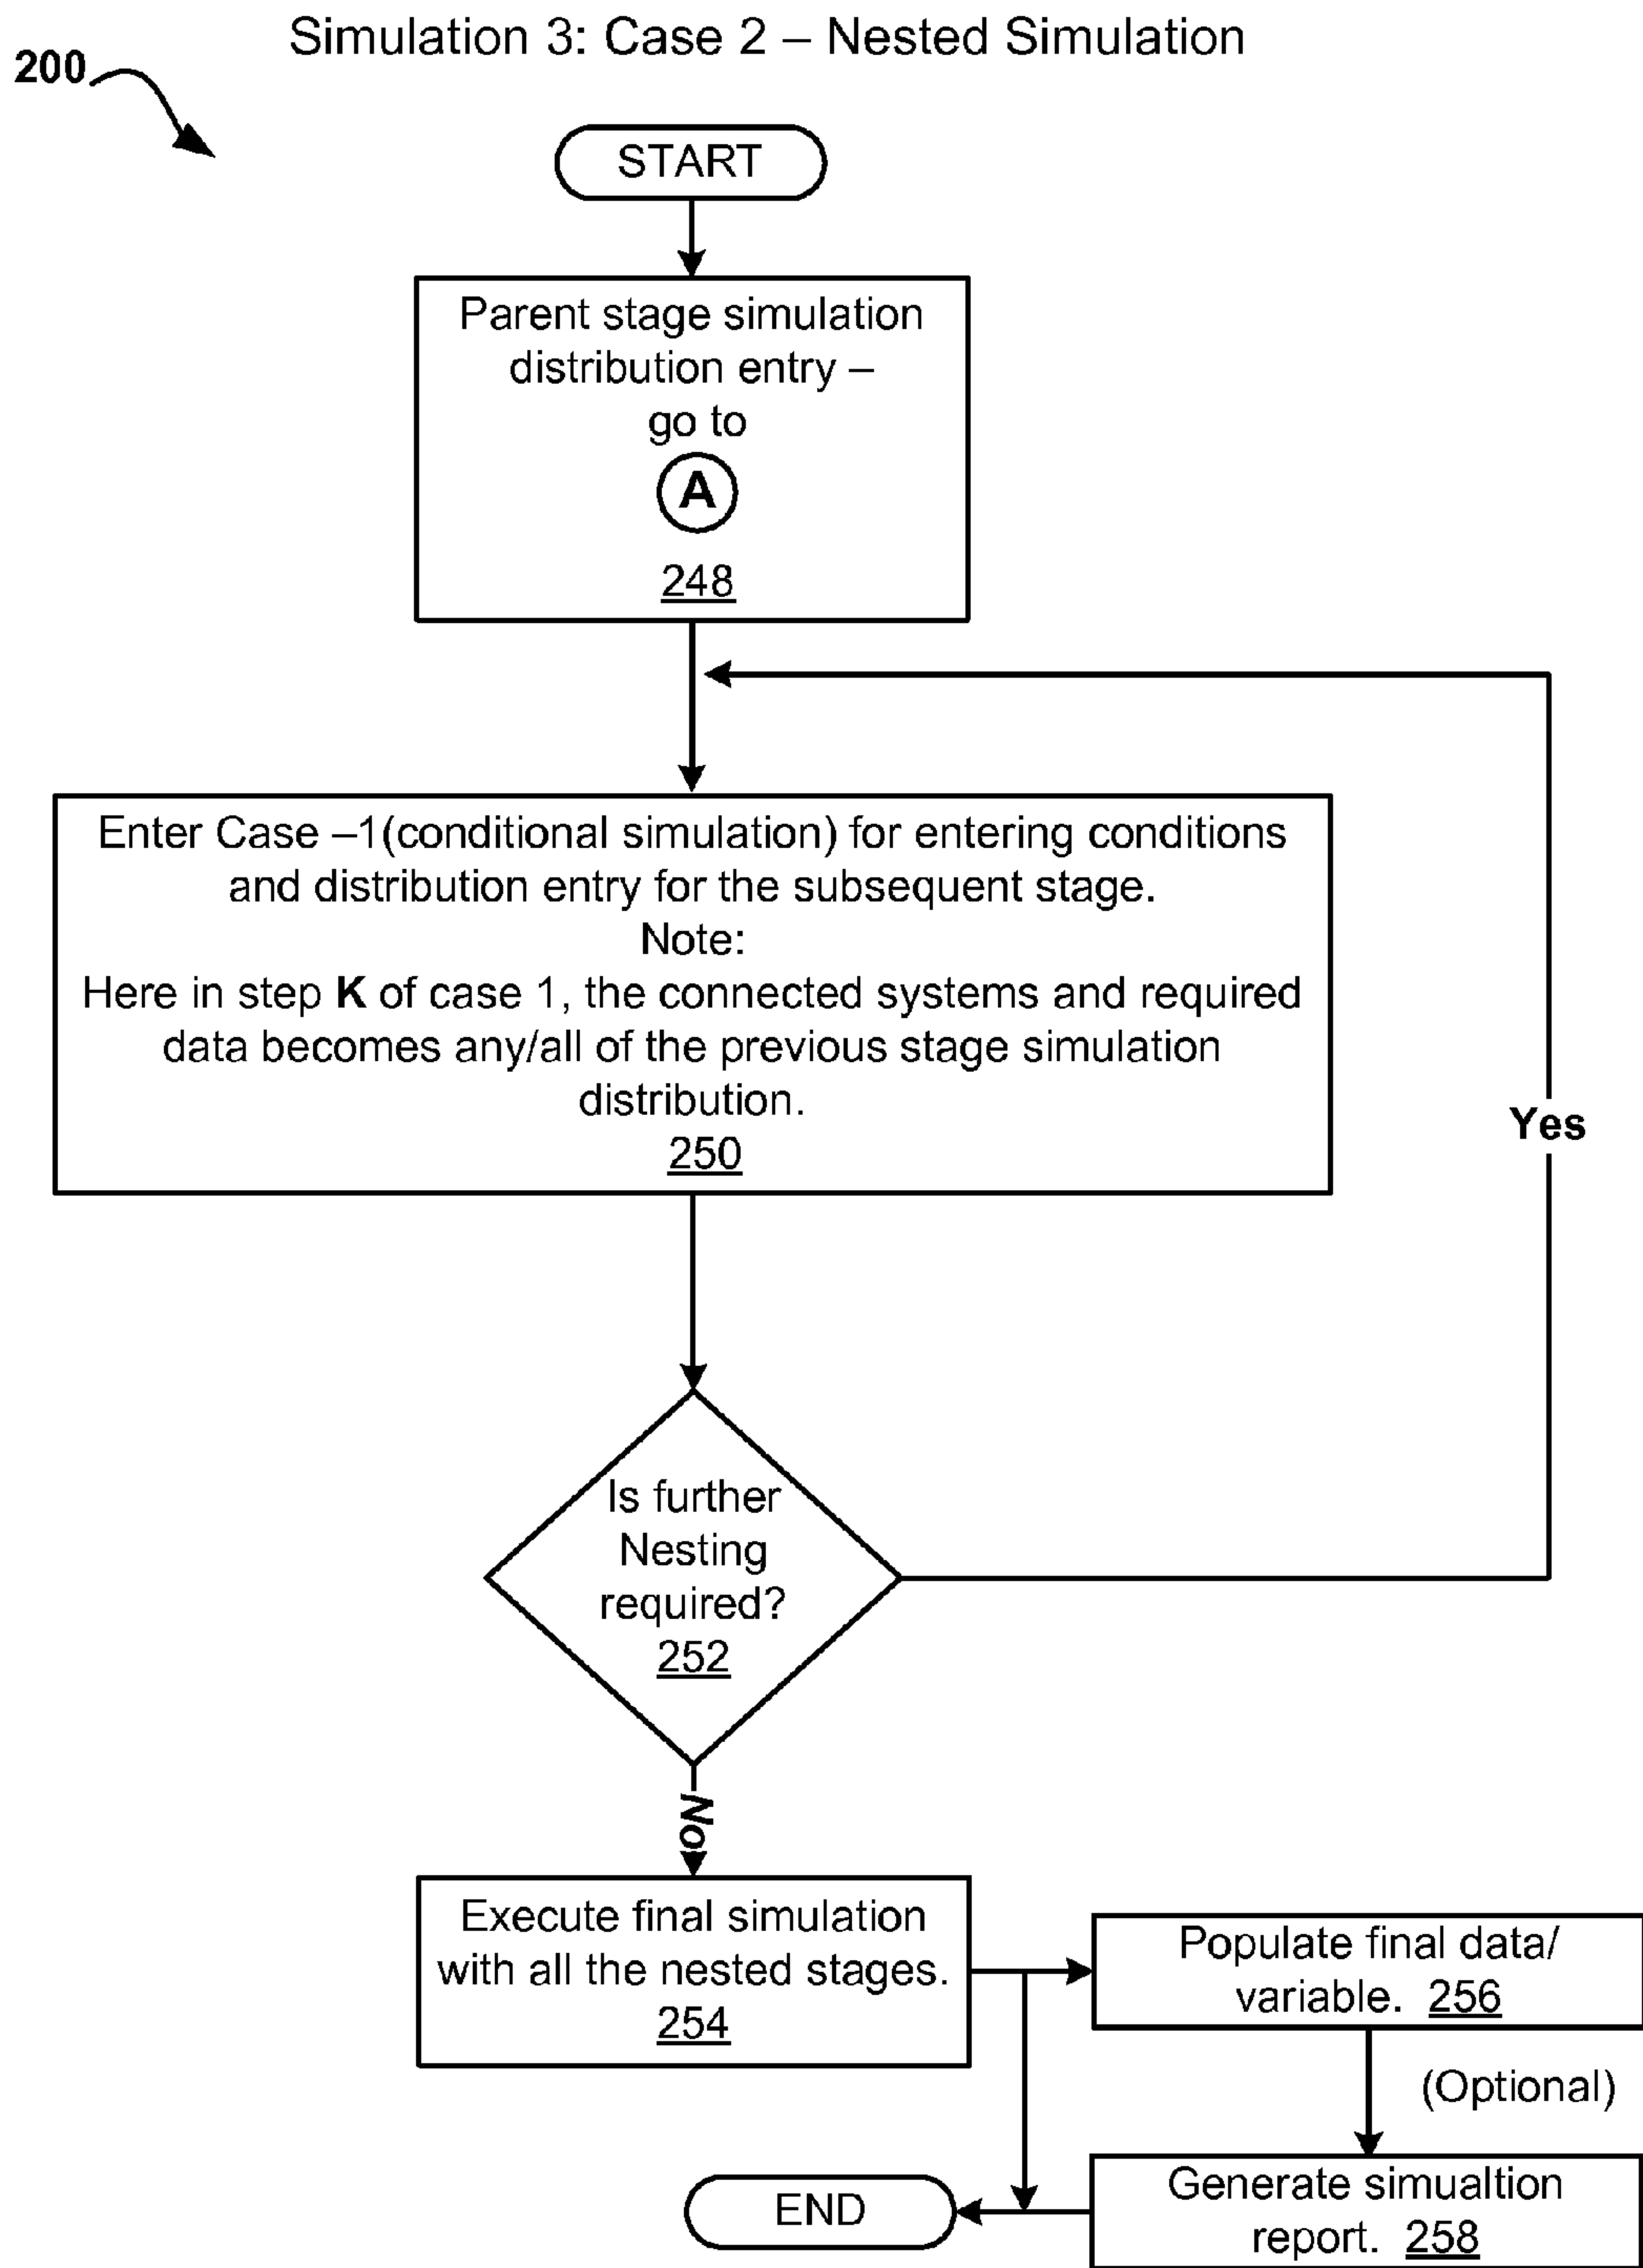 Simulation 3: Case 2 – Nested Simulation
200
START
Parent stage simulation
distribution entry –
go to
A
248
Enter Case –1(conditional simulation) for entering conditions
and distribution entry for the subsequent stage.
Note:
Here in step K of case 1, the connected systems and required
data becomes any/all of the previous stage simulation
distribution.
250
Yes
Is further
Nesting
required?
252
No
Execute final simulation
with all the nested stages.
254
Populate final data/
variable. 256
(Optional)
Generate simualtion
report. 258
END